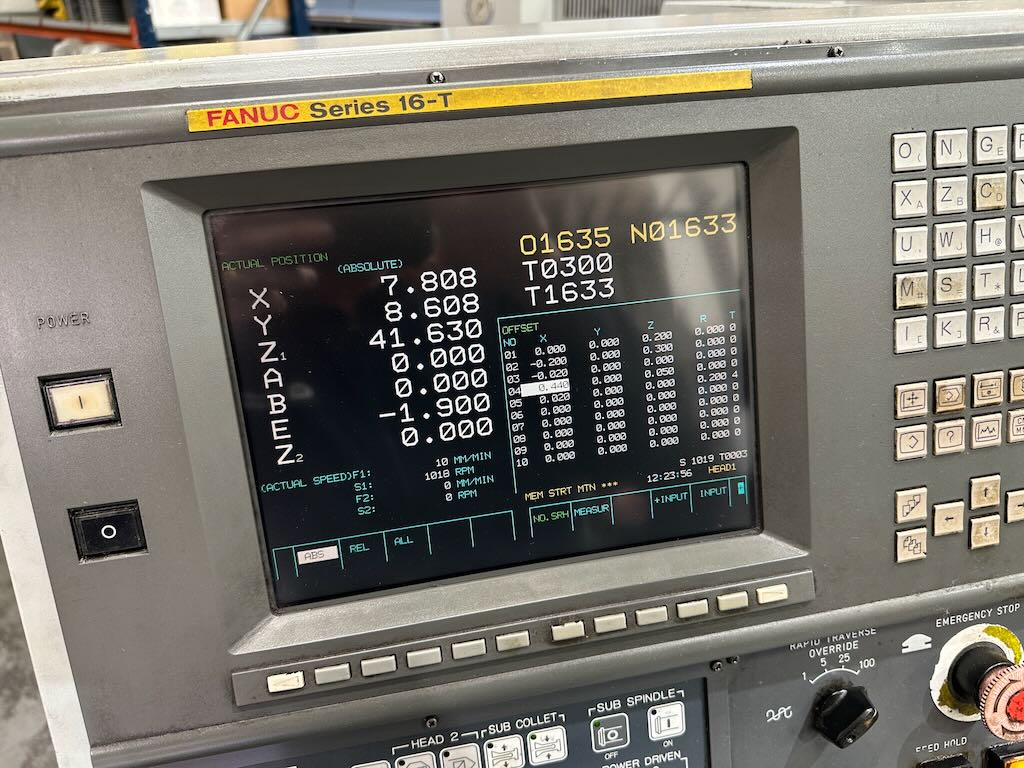 FANUC Series 16-T
O1635 N01633
ACTUAL POSITION (ABSOLUTE)
T0300
T1633
X 7.808
Y 8.608
Z1 41.630
A 0.000
B 0.000
E -1.900
Z2 0.000
OFFSET
NO X Y Z R T
01 0.000 0.000 0.200 0.000 0
02 -0.200 0.000 0.300 0.000 0
03 -0.020 0.000 0.050 0.000 0
04 0.440 0.000 0.000 0.200 4
05 0.020 0.000 0.000 0.000 0
06 0.000 0.000 0.000 0.000 0
07 0.000 0.000 0.000 0.000 0
08 0.000 0.000 0.000 0.000 0
09 0.000 0.000 0.000 0.000 0
10 0.000 0.000 0.000 0.000 0
(ACTUAL SPEED) F1: 10 MM/MIN
S1: 1018 RPM
F2: 0 MM/MIN
S2: 0 RPM
S 1019 T0003
MEM STRT MTN *** 12:23:56 HEAD1
ABS REL ALL
NO.SRH MEASUR +INPUT INPUT
POWER
I
O
O( N) GE
XA ZB CD
U, WJ H@
M# S T*
I K R&
?
EMERGENCY STOP
RAPID TRAVERSE
OVERRIDE
1 5 25 100
FEED HOLD
HEAD 2
SUB COLLET
SUB SPINDLE
OFF ON
POWER DRIVEN